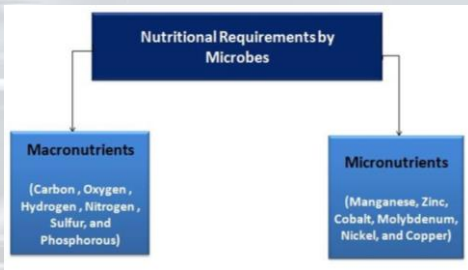 Nutritional Requirements by
Microbes
Macronutrients
(Carbon , Oxygen ,
Hydrogen , Nitrogen ,
Sulfur, and
Phosphorous)
Micronutrients
(Manganese, Zinc,
Cobalt, Molybdenum,
Nickel, and Copper)